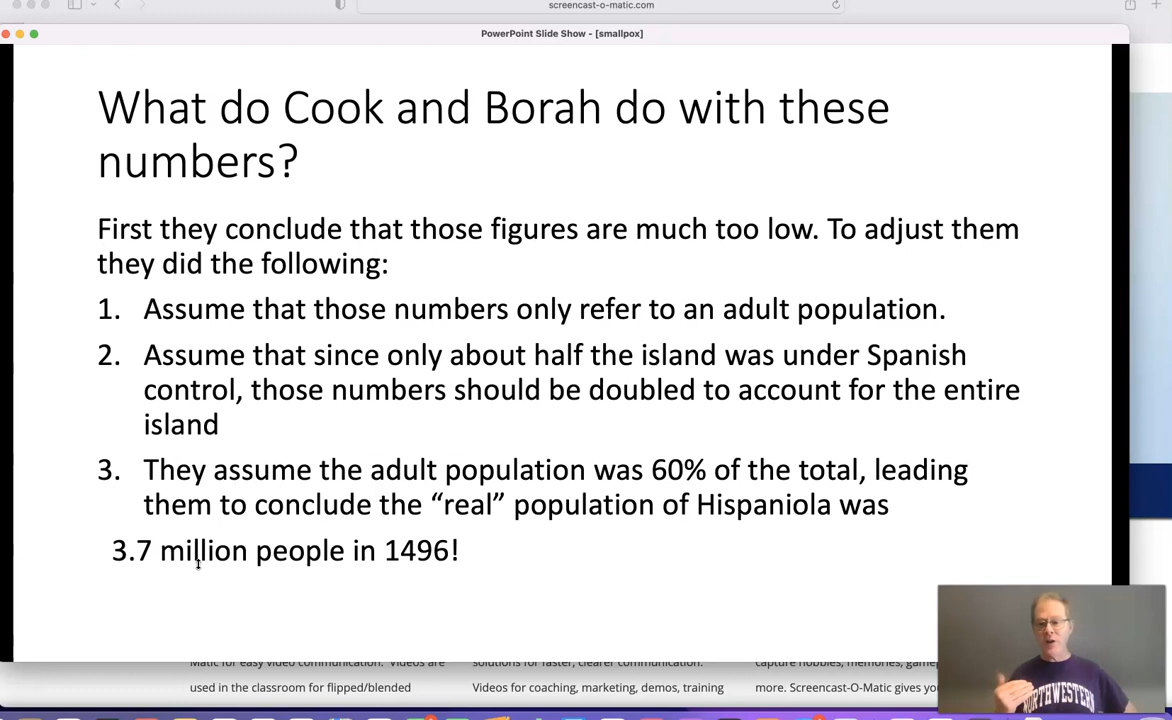 screencast-o-matic.com
PowerPoint Slide Show - [smallpox]
What do Cook and Borah do with these
numbers?
First they conclude that those figures are much too low. To adjust them
they did the following:
1. Assume that those numbers only refer to an adult population.
2. Assume that since only about half the island was under Spanish
control, those numbers should be doubled to account for the entire
island
3. They assume the adult population was 60% of the total, leading
them to conclude the “real” population of Hispaniola was
3.7 million people in 1496!
NORTHWESTERN
Matic for easy video communication. Videos are
solutions for faster, clearer communication.
capture hobbies, memories,
used in the classroom for flipped/blended
Videos for coaching, marketing, demos, training
more. Screencast-O-Matic gives